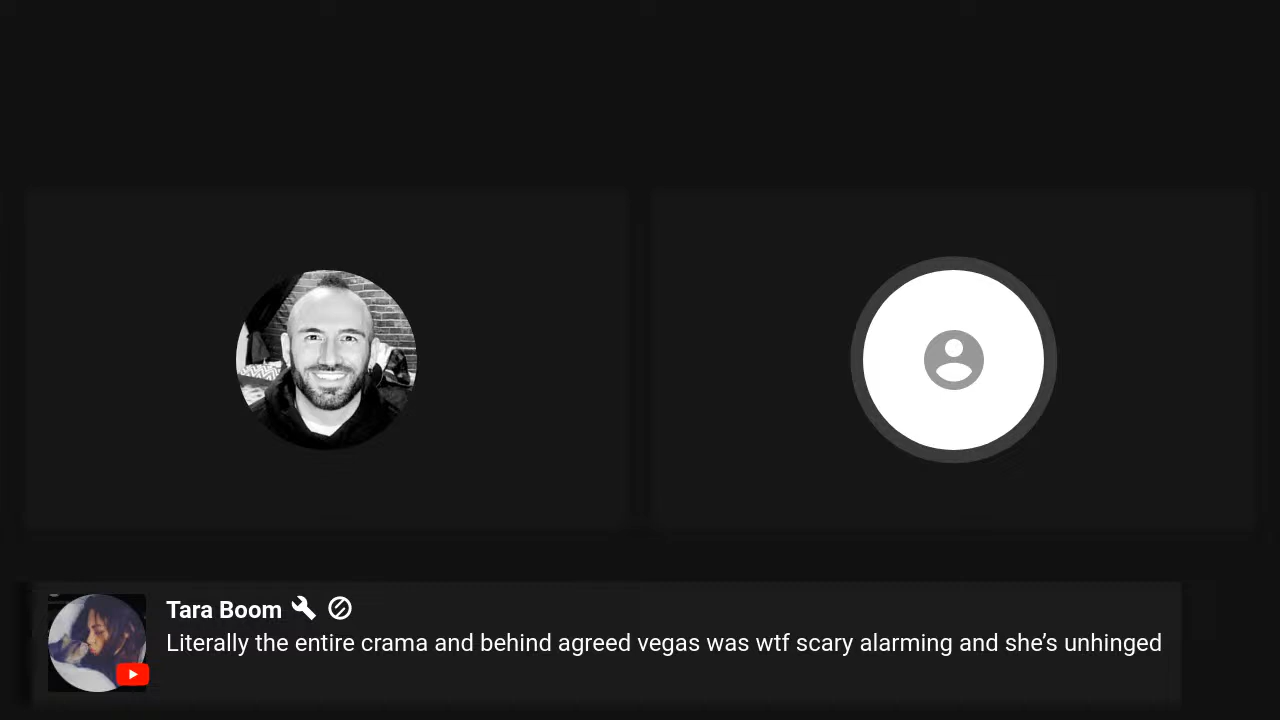 Tara Boom
Literally the entire crama and behind agreed vegas was wtf scary alarming and she’s unhinged